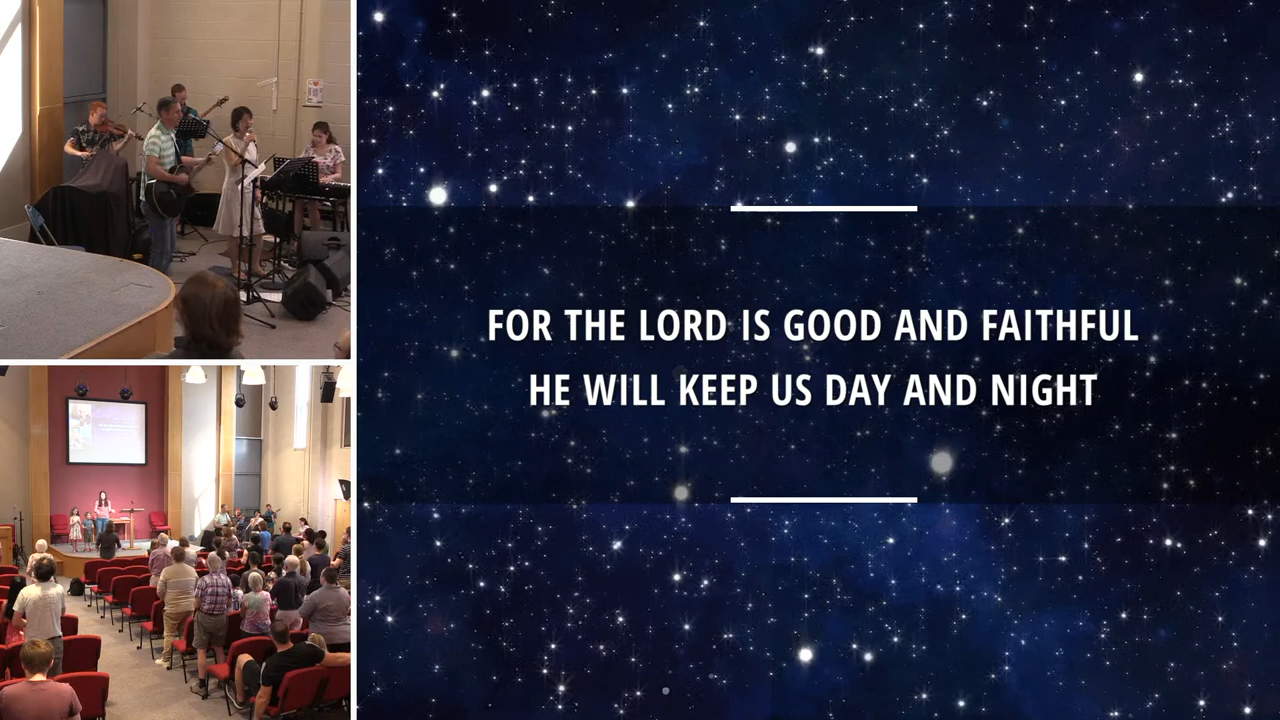 FOR THE LORD IS GOOD AND FAITHFUL
HE WILL KEEP US DAY AND NIGHT